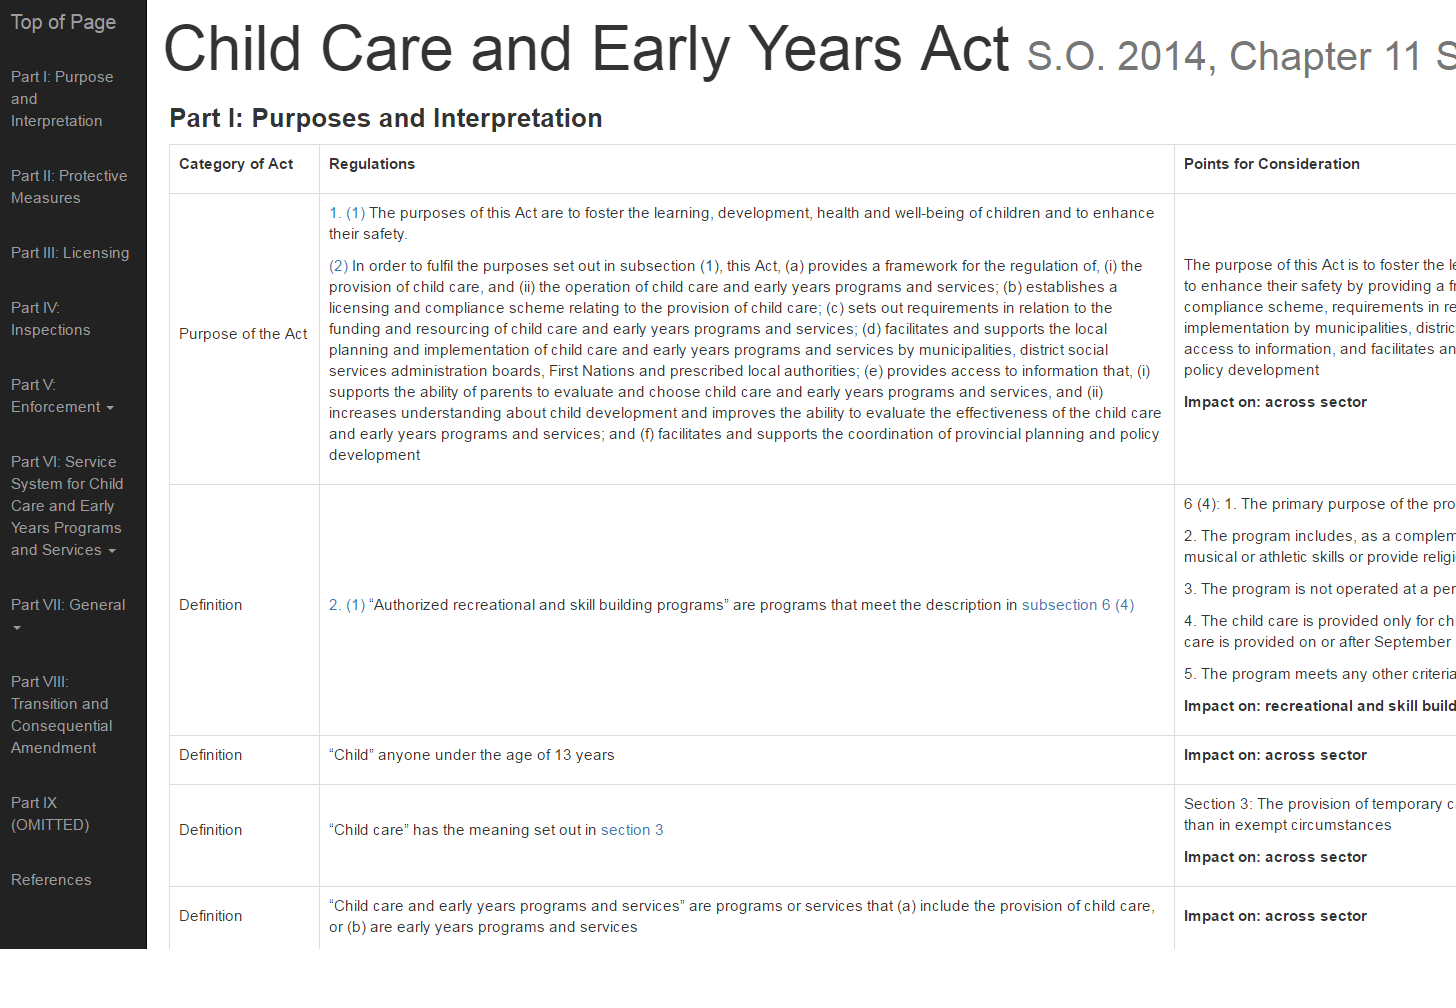 Top of Page
Part I: Purpose
and
Interpretation
Part II: Protective
Measures
Part III: Licensing
Part IV:
Inspections
Part V:
Enforcement
Part VI: Service
System for Child
Care and Early
Years Programs
and Services
Part VII: General
Part VIII:
Transition and
Consequential
Amendment
Part IX
(OMITTED)
References
Child Care and Early Years Act S.O. 2014, Chapter 11 S
Part I: Purposes and Interpretation
Category of Act
Regulations
Points for Consideration
Purpose of the Act
1. (1) The purposes of this Act are to foster the learning, development, health and well-being of children and to enhance
their safety.
(2) In order to fulfil the purposes set out in subsection (1), this Act, (a) provides a framework for the regulation of, (i) the
provision of child care, and (ii) the operation of child care and early years programs and services; (b) establishes a
licensing and compliance scheme relating to the provision of child care; (c) sets out requirements in relation to the
funding and resourcing of child care and early years programs and services; (d) facilitates and supports the local
planning and implementation of child care and early years programs and services by municipalities, district social
services administration boards, First Nations and prescribed local authorities; (e) provides access to information that, (i)
supports the ability of parents to evaluate and choose child care and early years programs and services, and (ii)
increases understanding about child development and improves the ability to evaluate the effectiveness of the child care
and early years programs and services; and (f) facilitates and supports the coordination of provincial planning and policy
development
The purpose of this Act is to foster the le
to enhance their safety by providing a fr
compliance scheme, requirements in re
implementation by municipalities, distric
access to information, and facilitates an
policy development
Impact on: across sector
Definition
2. (1) “Authorized recreational and skill building programs” are programs that meet the description in subsection 6 (4)
6 (4): 1. The primary purpose of the pro
2. The program includes, as a complem
musical or athletic skills or provide religi
3. The program is not operated at a per
4. The child care is provided only for ch
care is provided on or after September
5. The program meets any other criteria
Impact on: recreational and skill build
Definition
“Child” anyone under the age of 13 years
Impact on: across sector
Definition
“Child care” has the meaning set out in section 3
Section 3: The provision of temporary c
than in exempt circumstances
Impact on: across sector
Definition
“Child care and early years programs and services” are programs or services that (a) include the provision of child care,
or (b) are early years programs and services
Impact on: across sector